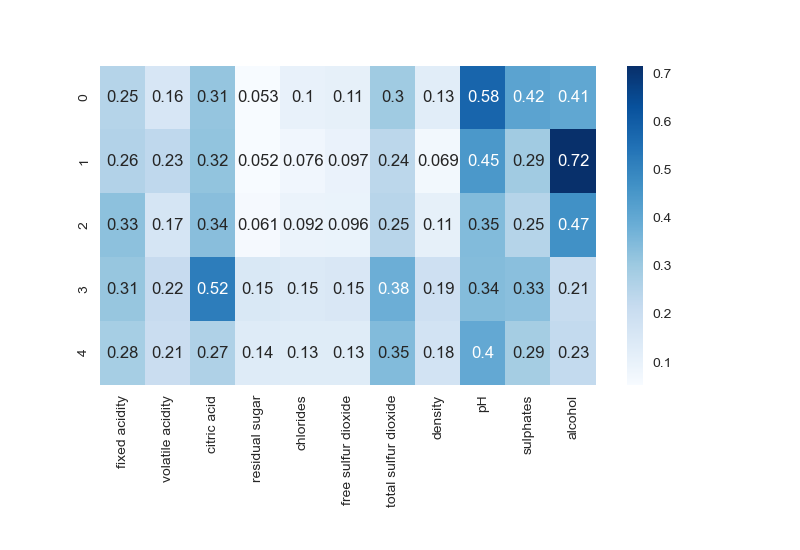 0 0.25 0.16 0.31 0.053 0.1 0.11 0.3 0.13 0.58 0.42 0.41
1 0.26 0.23 0.32 0.052 0.076 0.097 0.24 0.069 0.45 0.29 0.72
2 0.33 0.17 0.34 0.061 0.092 0.096 0.25 0.11 0.35 0.25 0.47
3 0.31 0.22 0.52 0.15 0.15 0.15 0.38 0.19 0.34 0.33 0.21
4 0.28 0.21 0.27 0.14 0.13 0.13 0.35 0.18 0.4 0.29 0.23
fixed acidity
volatile acidity
citric acid
residual sugar
chlorides
free sulfur dioxide
total sulfur dioxide
density
pH
sulphates
alcohol
0.7
0.6
0.5
0.4
0.3
0.2
0.1